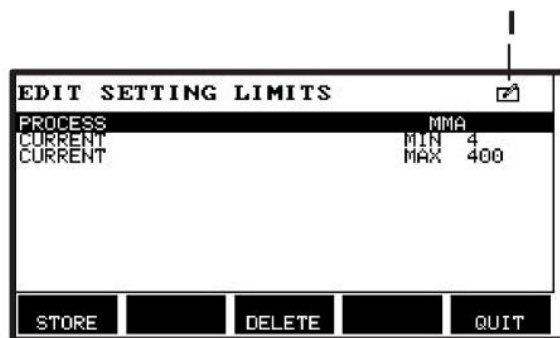 I
EDIT SETTING LIMITS
PROCESS MMA
CURRENT MIN 4
CURRENT MAX 400
STORE DELETE QUIT